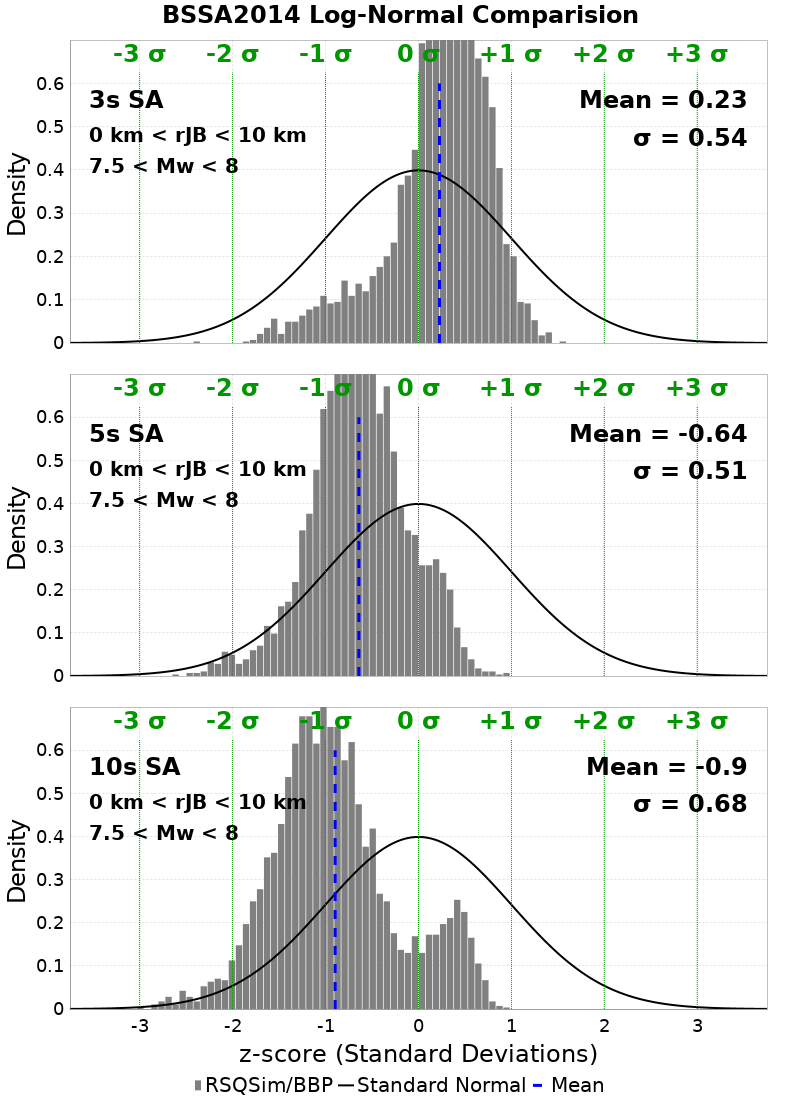 BSSA2014 Log-Normal Comparision
-3 σ -2 σ -1 σ 0 σ +1 σ +2 σ +3 σ
3s SA
0 km < rJB < 10 km
7.5 < Mw < 8
Mean = 0.23
σ = 0.54
Density
0.6
0.5
0.4
0.3
0.2
0.1
0
-3 σ -2 σ -1 σ 0 σ +1 σ +2 σ +3 σ
5s SA
0 km < rJB < 10 km
7.5 < Mw < 8
Mean = -0.64
σ = 0.51
Density
0.6
0.5
0.4
0.3
0.2
0.1
0
-3 σ -2 σ -1 σ 0 σ +1 σ +2 σ +3 σ
10s SA
0 km < rJB < 10 km
7.5 < Mw < 8
Mean = -0.9
σ = 0.68
Density
0.6
0.5
0.4
0.3
0.2
0.1
0
-3 -2 -1 0 1 2 3
z-score (Standard Deviations)
RSQSim/BBP Standard Normal Mean